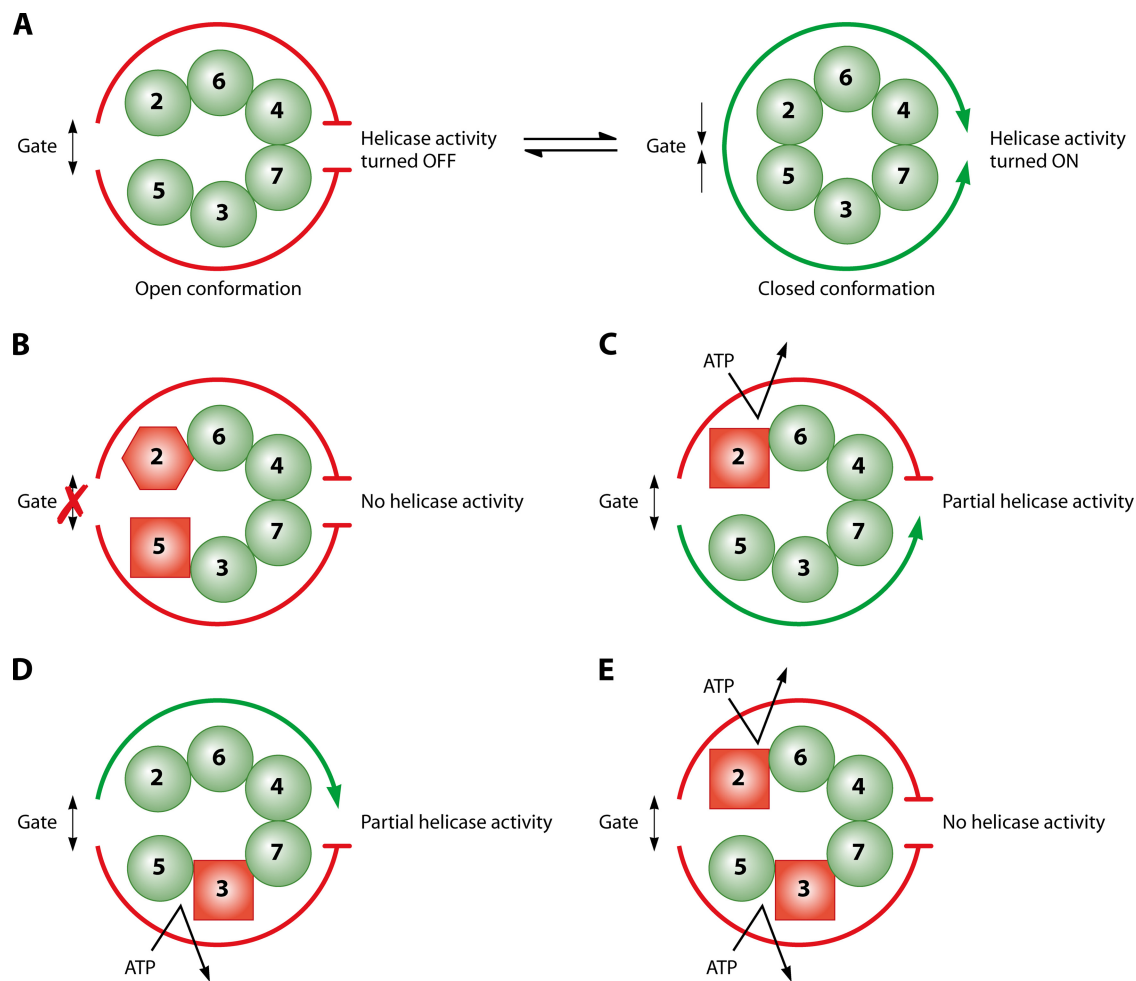 A
2
6
4
5
3
7
Gate
Helicase activity
turned OFF
Open conformation
2
6
4
5
3
7
Gate
Helicase activity
turned ON
Closed conformation
B
2
6
4
5
3
7
Gate
No helicase activity
C
ATP
2
6
4
5
3
7
Gate
Partial helicase activity
D
2
6
4
5
3
7
Gate
Partial helicase activity
ATP
E
ATP
2
6
4
5
3
7
Gate
No helicase activity
ATP